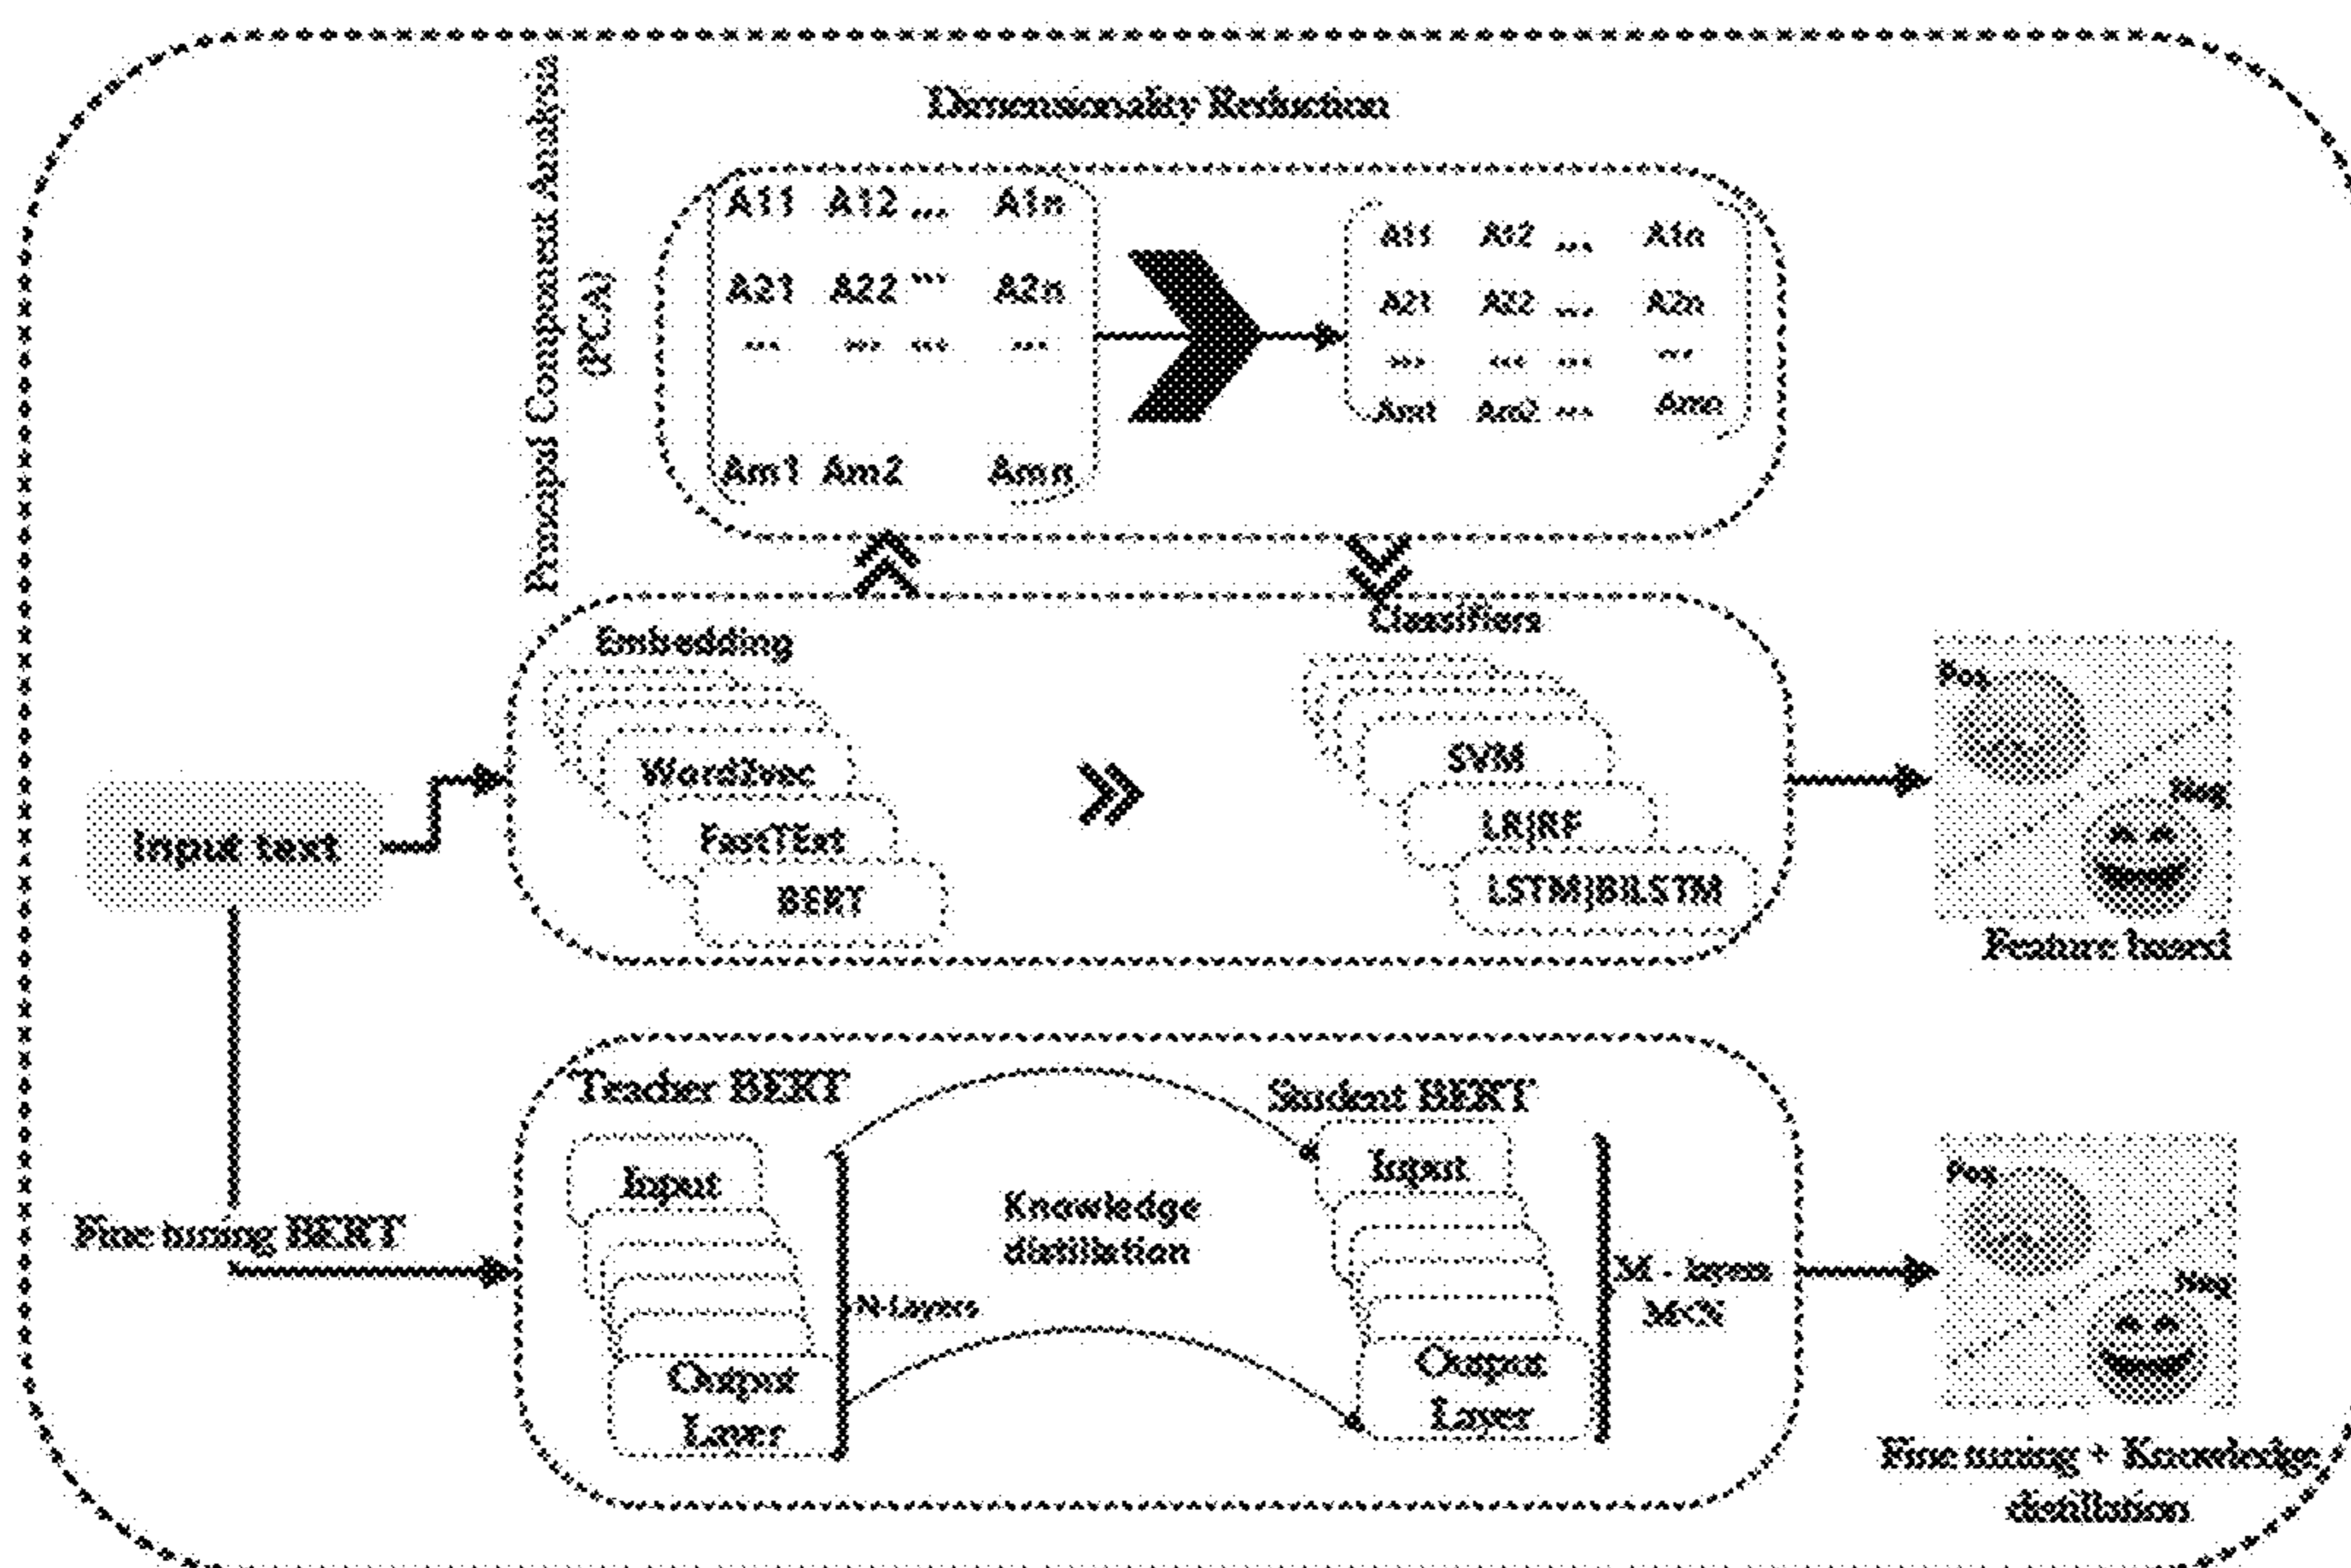 Dimensionality Reduction
Principal Component Analysis
(PCA)
A11 A12 ... A1n
A21 A22 ... A2n
... ... ... ...
Am1 Am2 Amn
A11 A12 ... A1n
A21 A22 ... A2n
... ... ... ...
Am1 Am2 ... Amn
Embedding
Word2vec
FastTExt
BERT
Classifiers
SVM
LR|RF
LSTM|BILSTM
Pos
Neg
Feature based
Input text
Fine tuning BERT
Teacher BERT
Input
Output
Layer
N-Layers
Knowledge
distillation
Student BERT
Input
Output
Layer
M - layers
M<N
Pos
Neg
Fine tuning + Knowledge
distillation